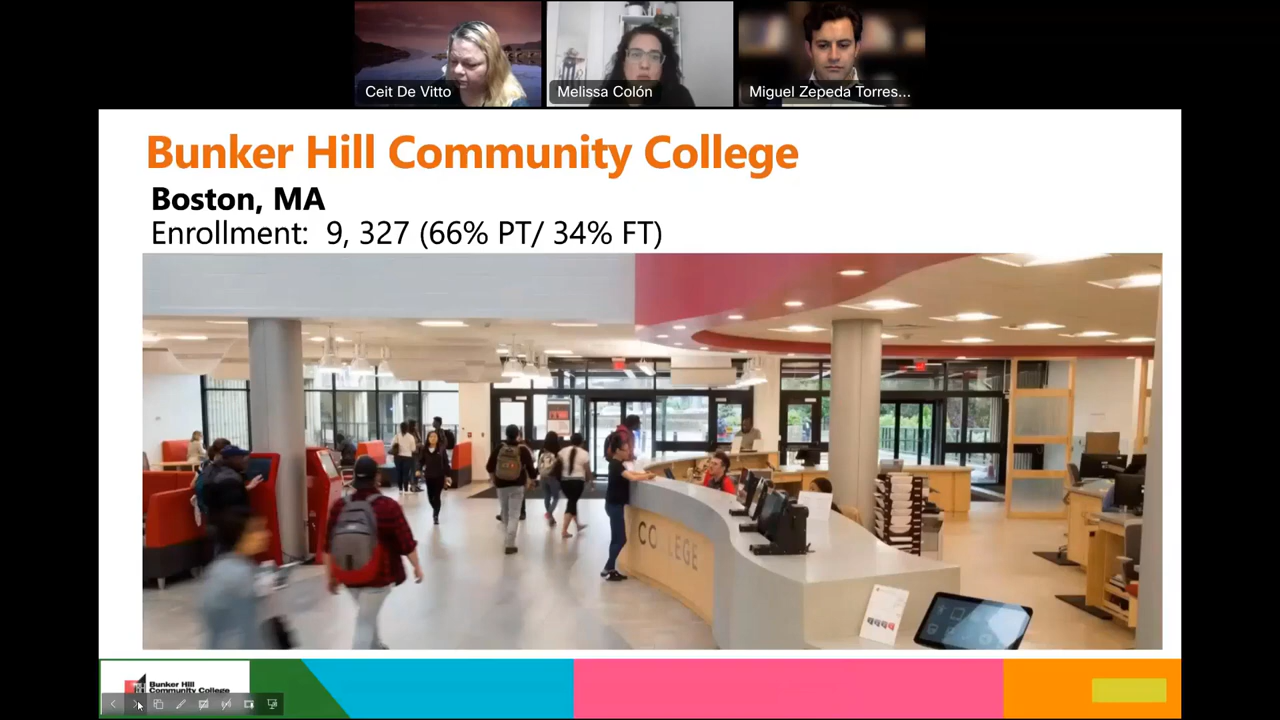 Ceit De Vitto
Melissa Colón
Miguel Zepeda Torres...
Bunker Hill Community College
Boston, MA
Enrollment:  9, 327 (66% PT/ 34% FT)
COLLEGE
Bunker Hill
Community College